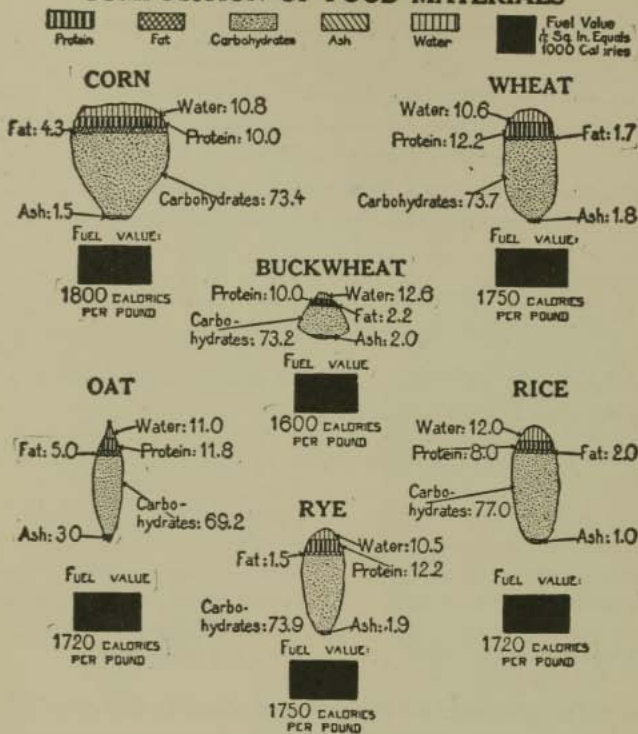 COMPOSITION OF FOOD MATERIALS
Protein
Fat
Carbohydrates
Ash
Water
Fuel Value
Sq. In. Equals
1000 Calories
CORN
Water: 10.8
Fat: 4.3
Protein: 10.0
Carbohydrates: 73.4
Ash: 1.5
FUEL VALUE:
1800 CALORIES
PER POUND
WHEAT
Water: 10.6
Protein: 12.2
Fat: 1.7
Carbohydrates: 73.7
Ash: 1.8
FUEL VALUE:
1750 CALORIES
PER POUND
BUCKWHEAT
Protein: 10.0
Water: 12.6
Fat: 2.2
Carbo-
hydrates: 73.2
Ash: 2.0
FUEL VALUE
1600 CALORIES
PER POUND
OAT
Water: 11.0
Fat: 5.0
Protein: 11.8
Carbo-
hydrates: 69.2
Ash: 3.0
FUEL VALUE
1720 CALORIES
PER POUND
RYE
Water: 10.5
Fat: 1.5
Protein: 12.2
Carbo-
hydrates: 73.9
Ash: 1.9
FUEL VALUE:
1750 CALORIES
PER POUND
RICE
Water: 12.0
Protein: 8.0
Fat: 2.0
Carbo-
hydrates: 77.0
Ash: 1.0
FUEL VALUE:
1720 CALORIES
PER POUND